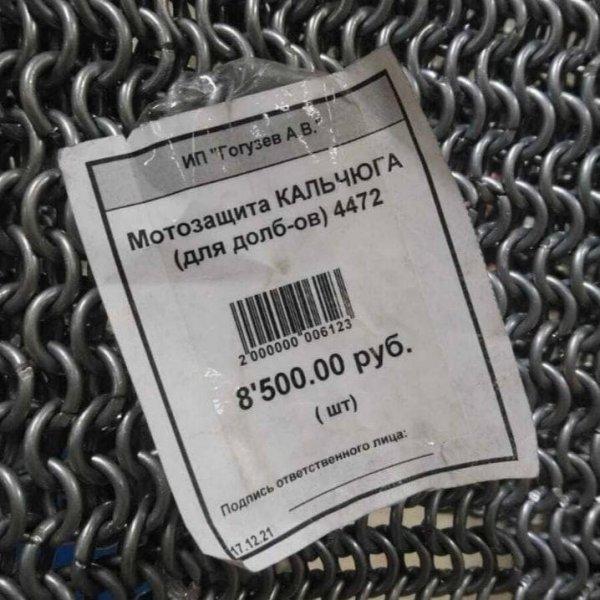 ИП "Гогузев А.В."
Мотозащита КАЛЬЧЮГА
(для долб-ов) 4472
2 000000 006123
8'500.00 руб.
( шт)
Подпись ответственного лица:
17.12.21